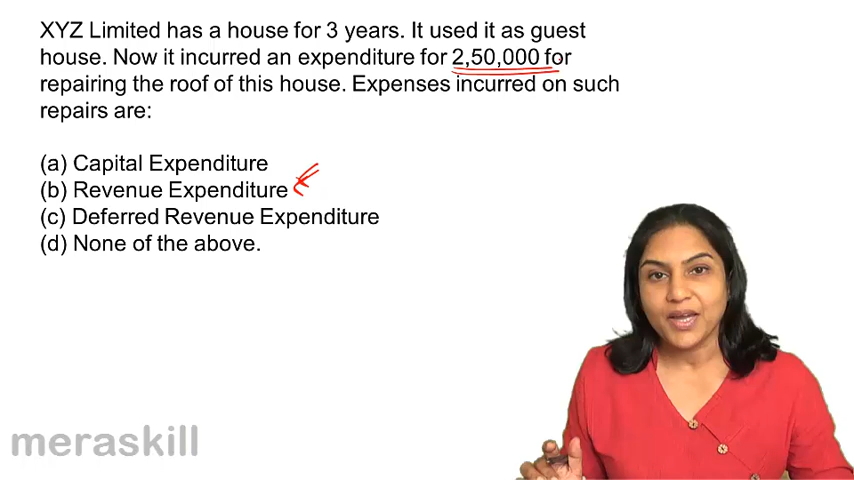 XYZ Limited has a house for 3 years. It used it as guest
house. Now it incurred an expenditure for 2,50,000 for
repairing the roof of this house. Expenses incurred on such
repairs are:
(a) Capital Expenditure
(b) Revenue Expenditure
(c) Deferred Revenue Expenditure
(d) None of the above.
meraskill